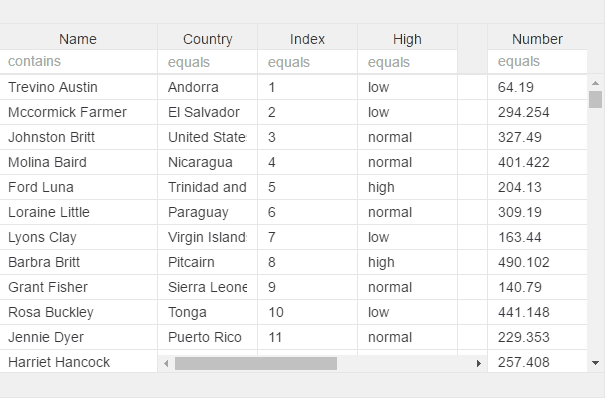 Name Country Index High Number
contains equals equals equals equals
Trevino Austin Andorra 1 low 64.19
Mccormick Farmer El Salvador 2 low 294.254
Johnston Britt United State 3 normal 327.49
Molina Baird Nicaragua 4 normal 401.422
Ford Luna Trinidad and 5 high 204.13
Loraine Little Paraguay 6 normal 309.19
Lyons Clay Virgin Island 7 low 163.44
Barbra Britt Pitcairn 8 high 490.102
Grant Fisher Sierra Leone 9 normal 140.79
Rosa Buckley Tonga 10 low 441.148
Jennie Dyer Puerto Rico 11 normal 229.353
Harriet Hancock 257.408